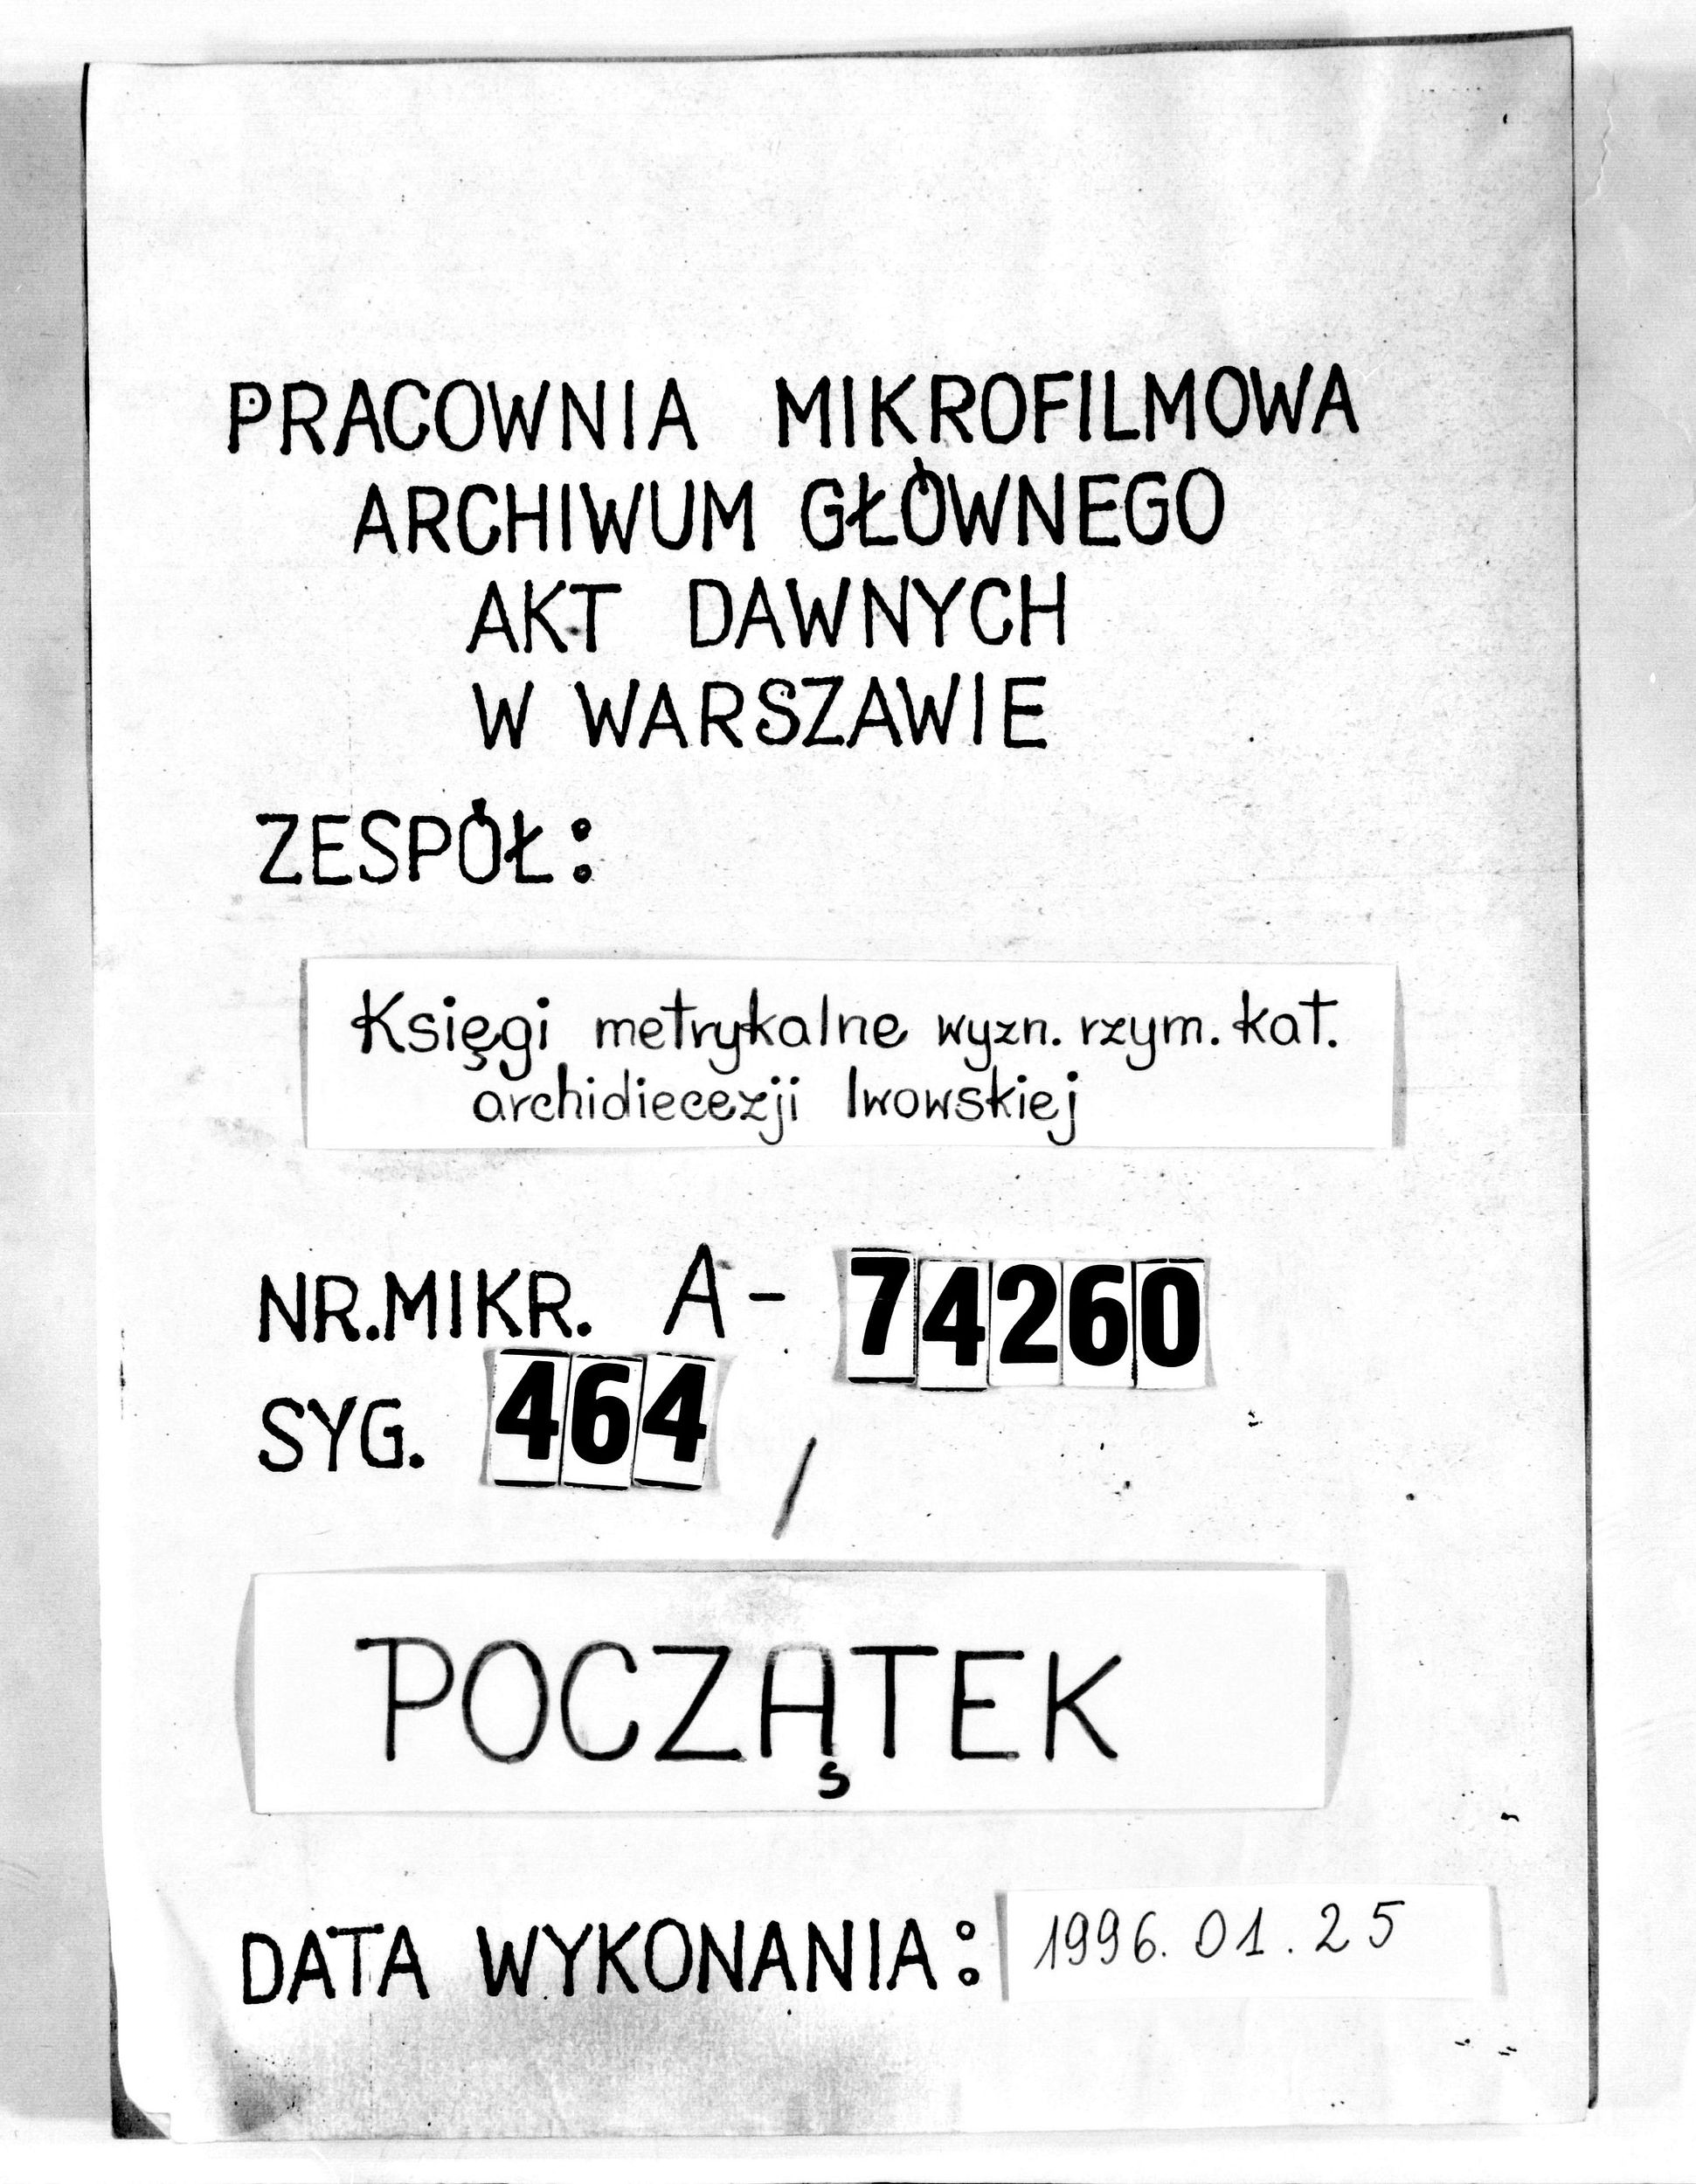 PRACOWNIA MIKROFILMOWA
ARCHIWUM GŁÓWNEGO
AKT DAWNYCH
W WARSZAWIE
ZESPÓŁ:
Księgi metrykalne wyzn. rzym. kat.
archidiecezji lwowskiej
NR. MIKR. A- 74260
SYG. 464 /
POCZĄTEK
DATA WYKONANIA: 1996.01.25